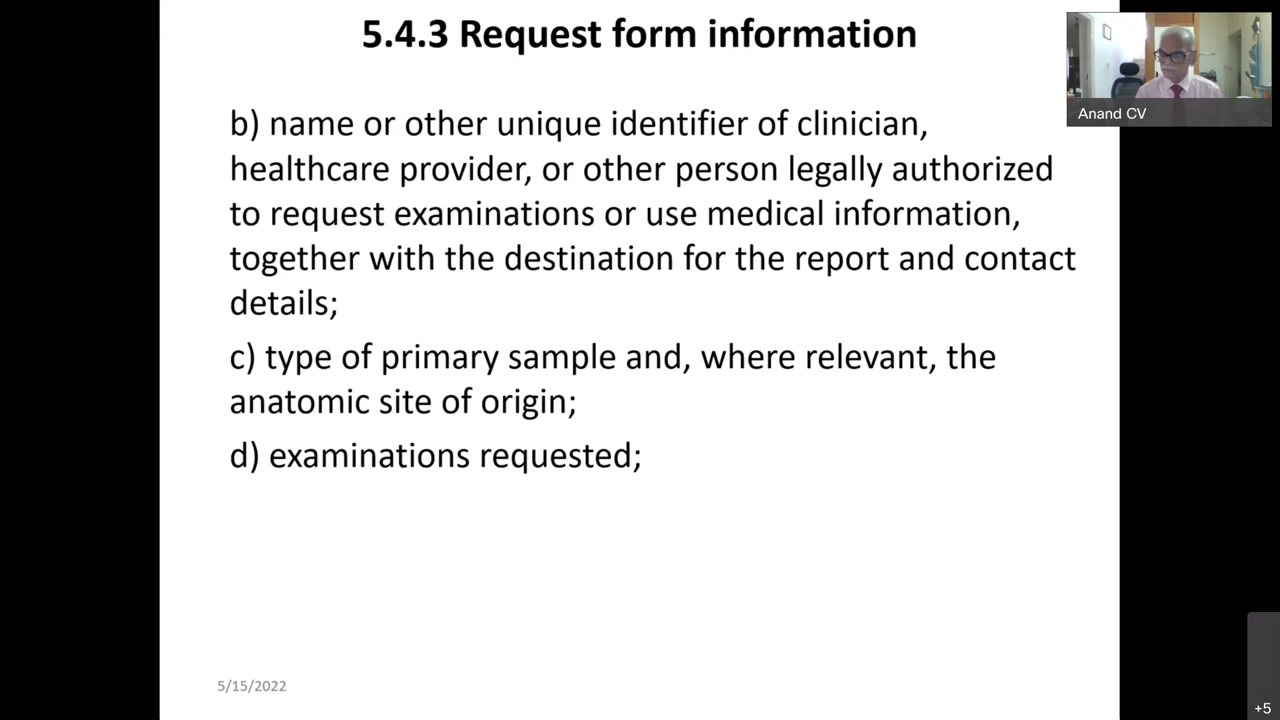 5.4.3 Request form information
Anand CV
b) name or other unique identifier of clinician,
healthcare provider, or other person legally authorized
to request examinations or use medical information,
together with the destination for the report and contact
details;
c) type of primary sample and, where relevant, the
anatomic site of origin;
d) examinations requested;
5/15/2022
+5